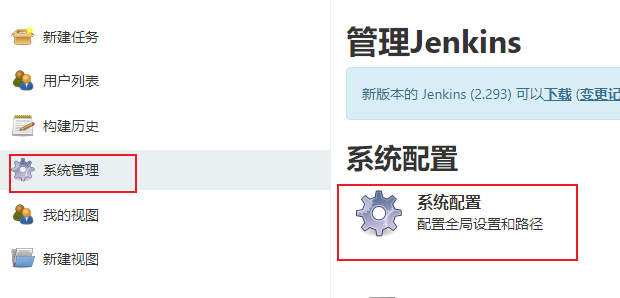 新建任务
用户列表
构建历史
系统管理
我的视图
新建视图
管理Jenkins
新版本的 Jenkins (2.293) 可以下载 (变更记
系统配置
系统配置
配置全局设置和路径